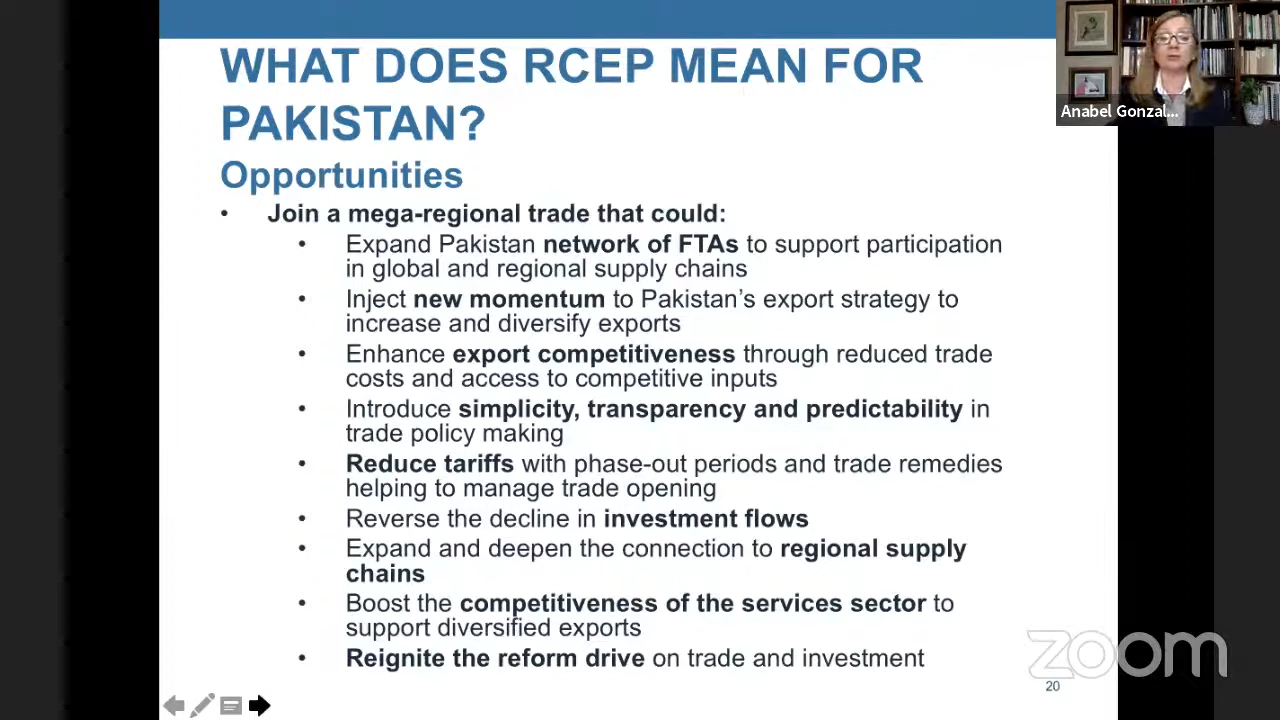 WHAT DOES RCEP MEAN FOR
PAKISTAN?
Opportunities
• Join a mega-regional trade that could:
• Expand Pakistan network of FTAs to support participation
in global and regional supply chains
• Inject new momentum to Pakistan's export strategy to
increase and diversify exports
• Enhance export competitiveness through reduced trade
costs and access to competitive inputs
• Introduce simplicity, transparency and predictability in
trade policy making
• Reduce tariffs with phase-out periods and trade remedies
helping to manage trade opening
• Reverse the decline in investment flows
• Expand and deepen the connection to regional supply
chains
• Boost the competitiveness of the services sector to
support diversified exports
• Reignite the reform drive on trade and investment
20
Anabel Gonzal...
zoom